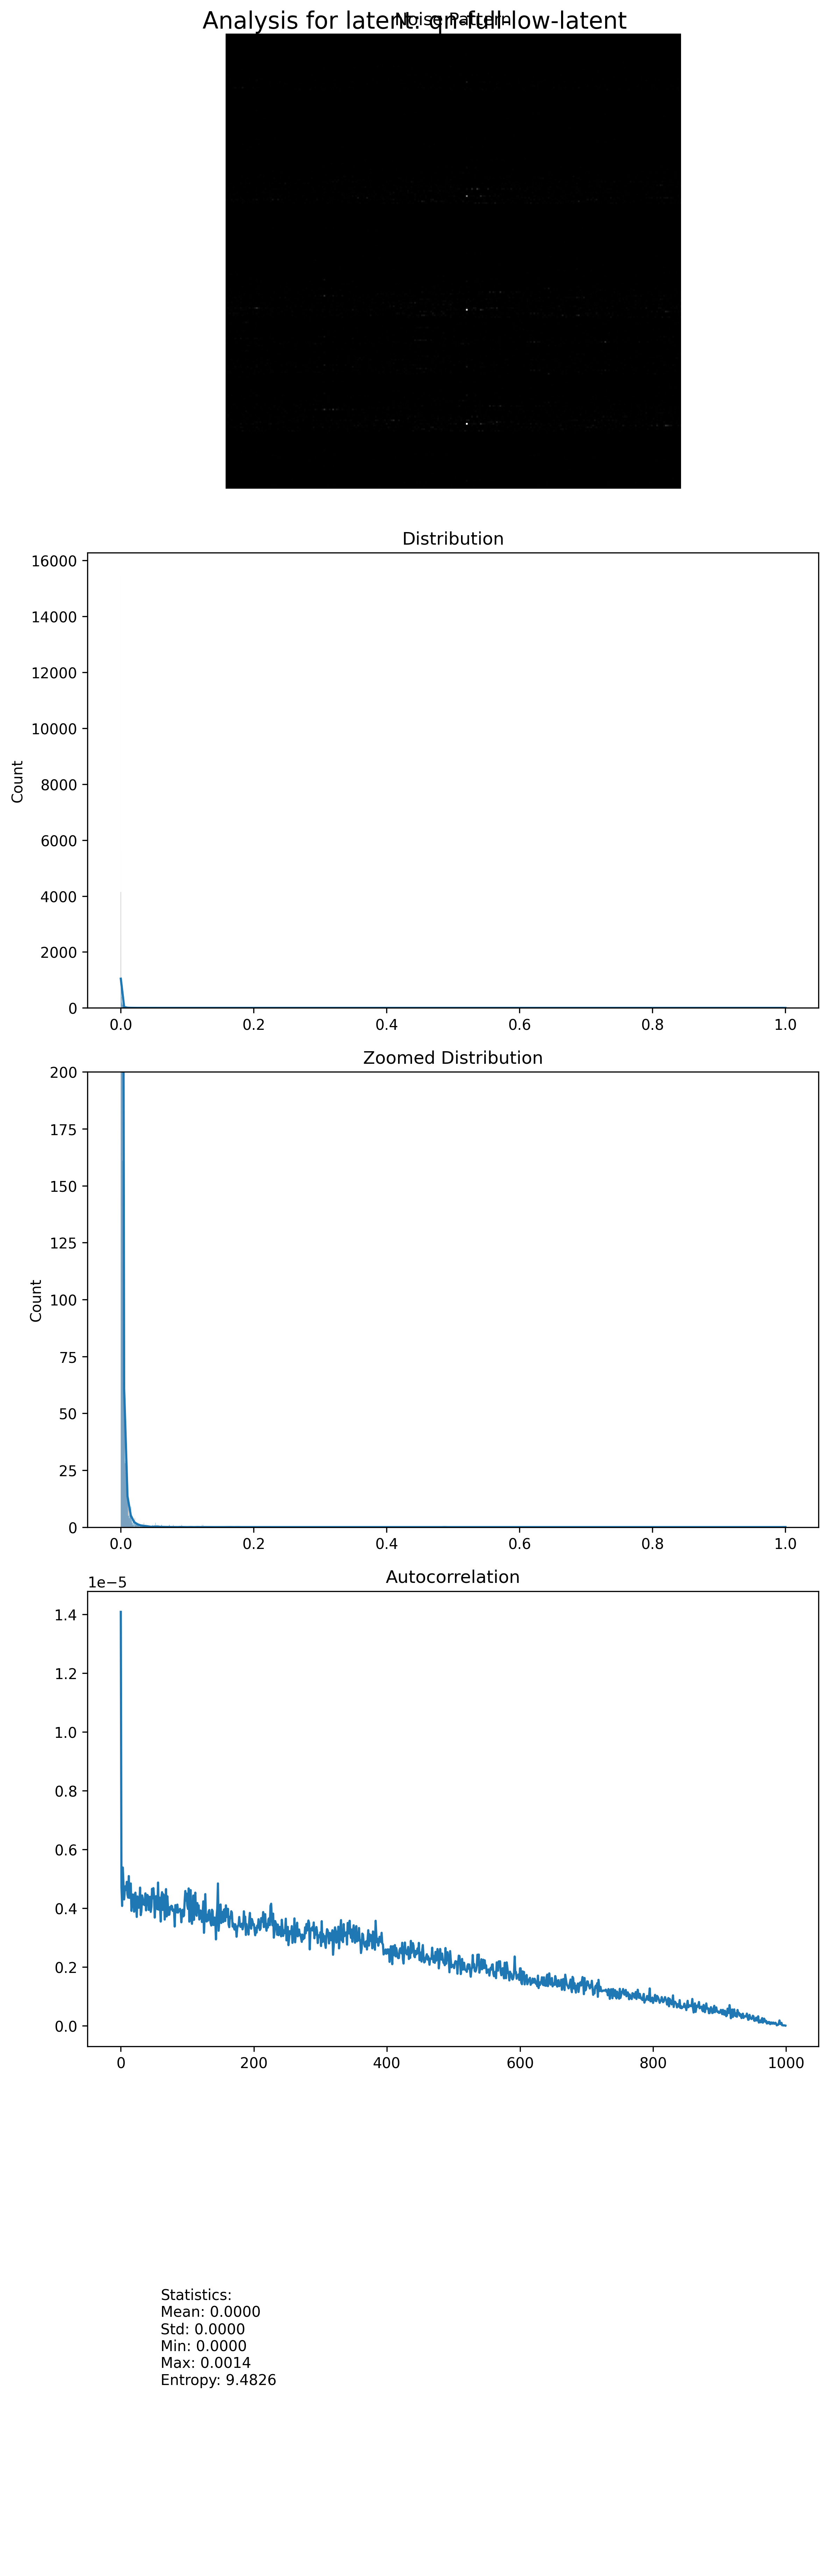 Analysis for latent: qn-full-low-latent
Noise Pattern
Distribution
16000
14000
12000
10000
8000
6000
4000
2000
0
Count
0.0 0.2 0.4 0.6 0.8 1.0
Zoomed Distribution
200
175
150
125
100
75
50
25
0
Count
0.0 0.2 0.4 0.6 0.8 1.0
Autocorrelation
1e−5
1.4
1.2
1.0
0.8
0.6
0.4
0.2
0.0
0 200 400 600 800 1000
Statistics:
Mean: 0.0000
Std: 0.0000
Min: 0.0000
Max: 0.0014
Entropy: 9.4826